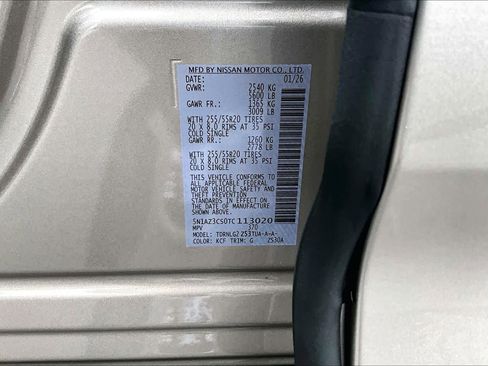 MFD BY NISSAN MOTOR CO., LTD.
DATE: 01/26
GVWR: 2540 KG
5600 LB
GAWR FR.: 1365 KG
3009 LB
WITH 255/55R20 TIRES
20 x 8.0 RIMS AT 35 PSI
COLD SINGLE
GAWR RR.: 1260 KG
2778 LB
WITH 255/55R20 TIRES
20 x 8.0 RIMS AT 35 PSI
COLD SINGLE
THIS VEHICLE CONFORMS TO
ALL APPLICABLE FEDERAL
MOTOR VEHICLE SAFETY AND
THEFT PREVENTION
STANDARDS IN EFFECT ON
THE DATE OF MANUFACTURE
SHOWN ABOVE.
5N1AZ3CS0TC113020
MPV 370
MODEL: TDRNLG2Z53TUA-A-A-
COLOR: KCF TRIM: G Z530A